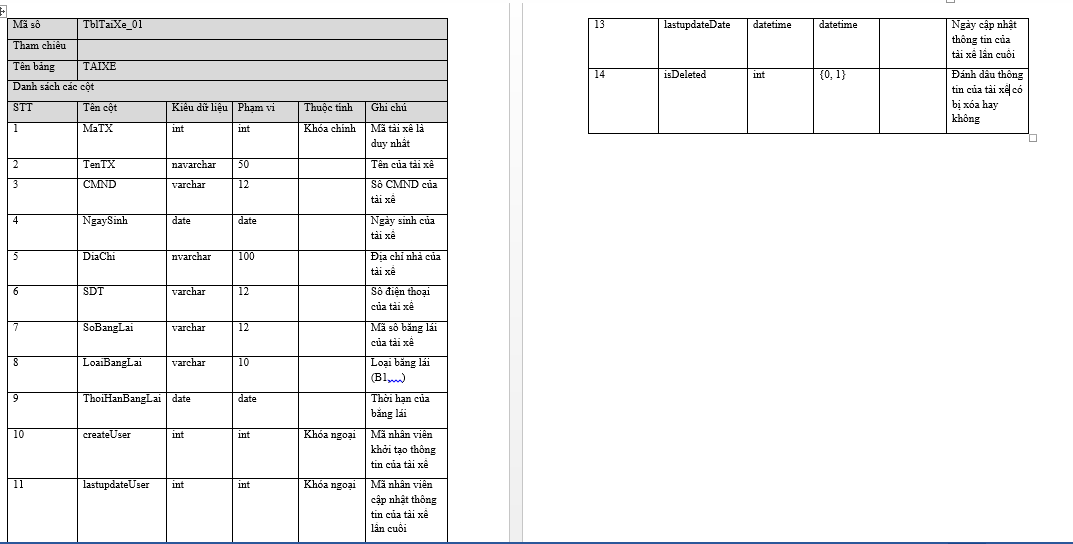 Mã số TblTaiXe_01
Tham chiếu
Tên bảng TAIXE
Danh sách các cột
STT Tên cột Kiểu dữ liệu Phạm vi Thuộc tính Ghi chú
1 MaTX int int Khóa chính Mã tài xế là
duy nhất
2 TenTX navarchar 50 Tên của tài xế
3 CMND varchar 12 Số CMND của
tài xế
4 NgaySinh date date Ngày sinh của
tài xế
5 DiaChi nvarchar 100 Địa chỉ nhà của
tài xế
6 SDT varchar 12 Số điện thoại
của tài xế
7 SoBangLai varchar 12 Mã số bằng lái
của tài xế
8 LoaiBangLai varchar 10 Loại bằng lái
(B1,...)
9 ThoiHanBangLai date date Thời hạn của
bằng lái
10 createUser int int Khóa ngoại Mã nhân viên
khởi tạo thông
tin của tài xế
11 lastupdateUser int int Khóa ngoại Mã nhân viên
cập nhật thông
tin của tài xế
lần cuối
13 lastupdateDate datetime datetime Ngày cập nhật
thông tin của
tài xế lần cuối
14 isDeleted int {0, 1} Đánh dấu thông
tin của tài xế có
bị xóa hay
không